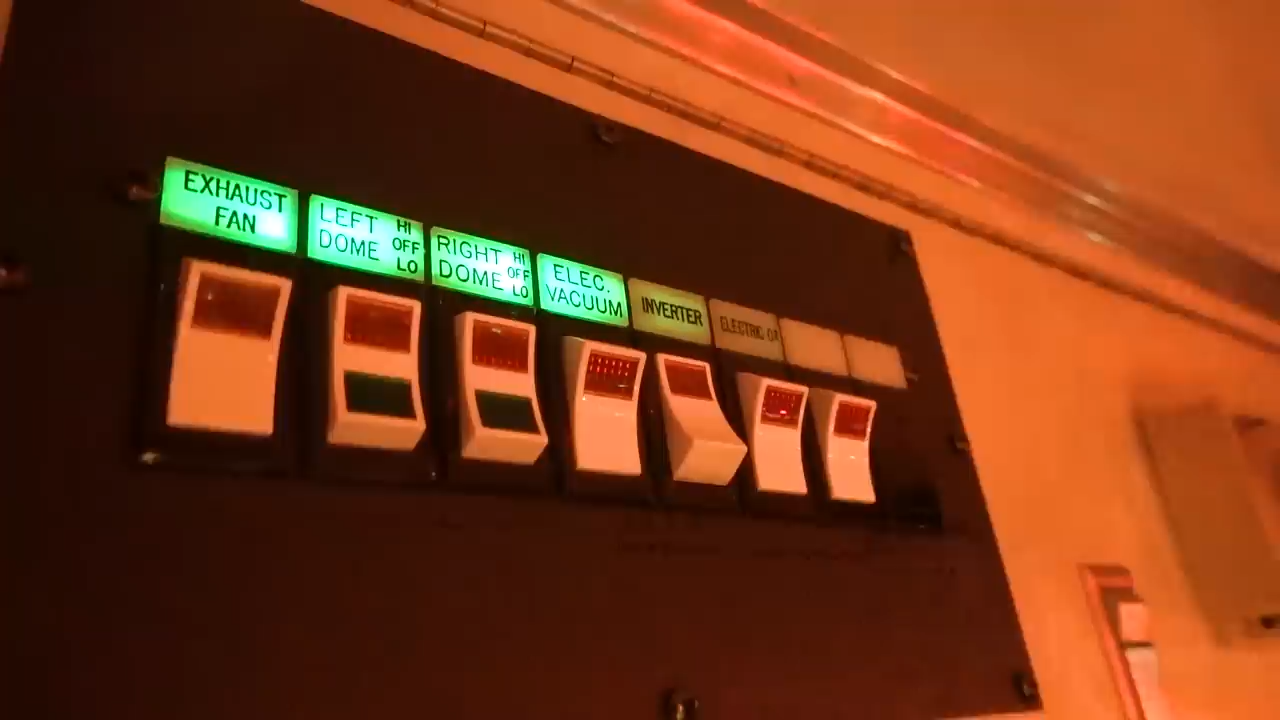 EXHAUST
FAN
LEFT HI
DOME OFF
LO
RIGHT HI
DOME OFF
LO
ELEC.
VACUUM
INVERTER
ELECTRIC